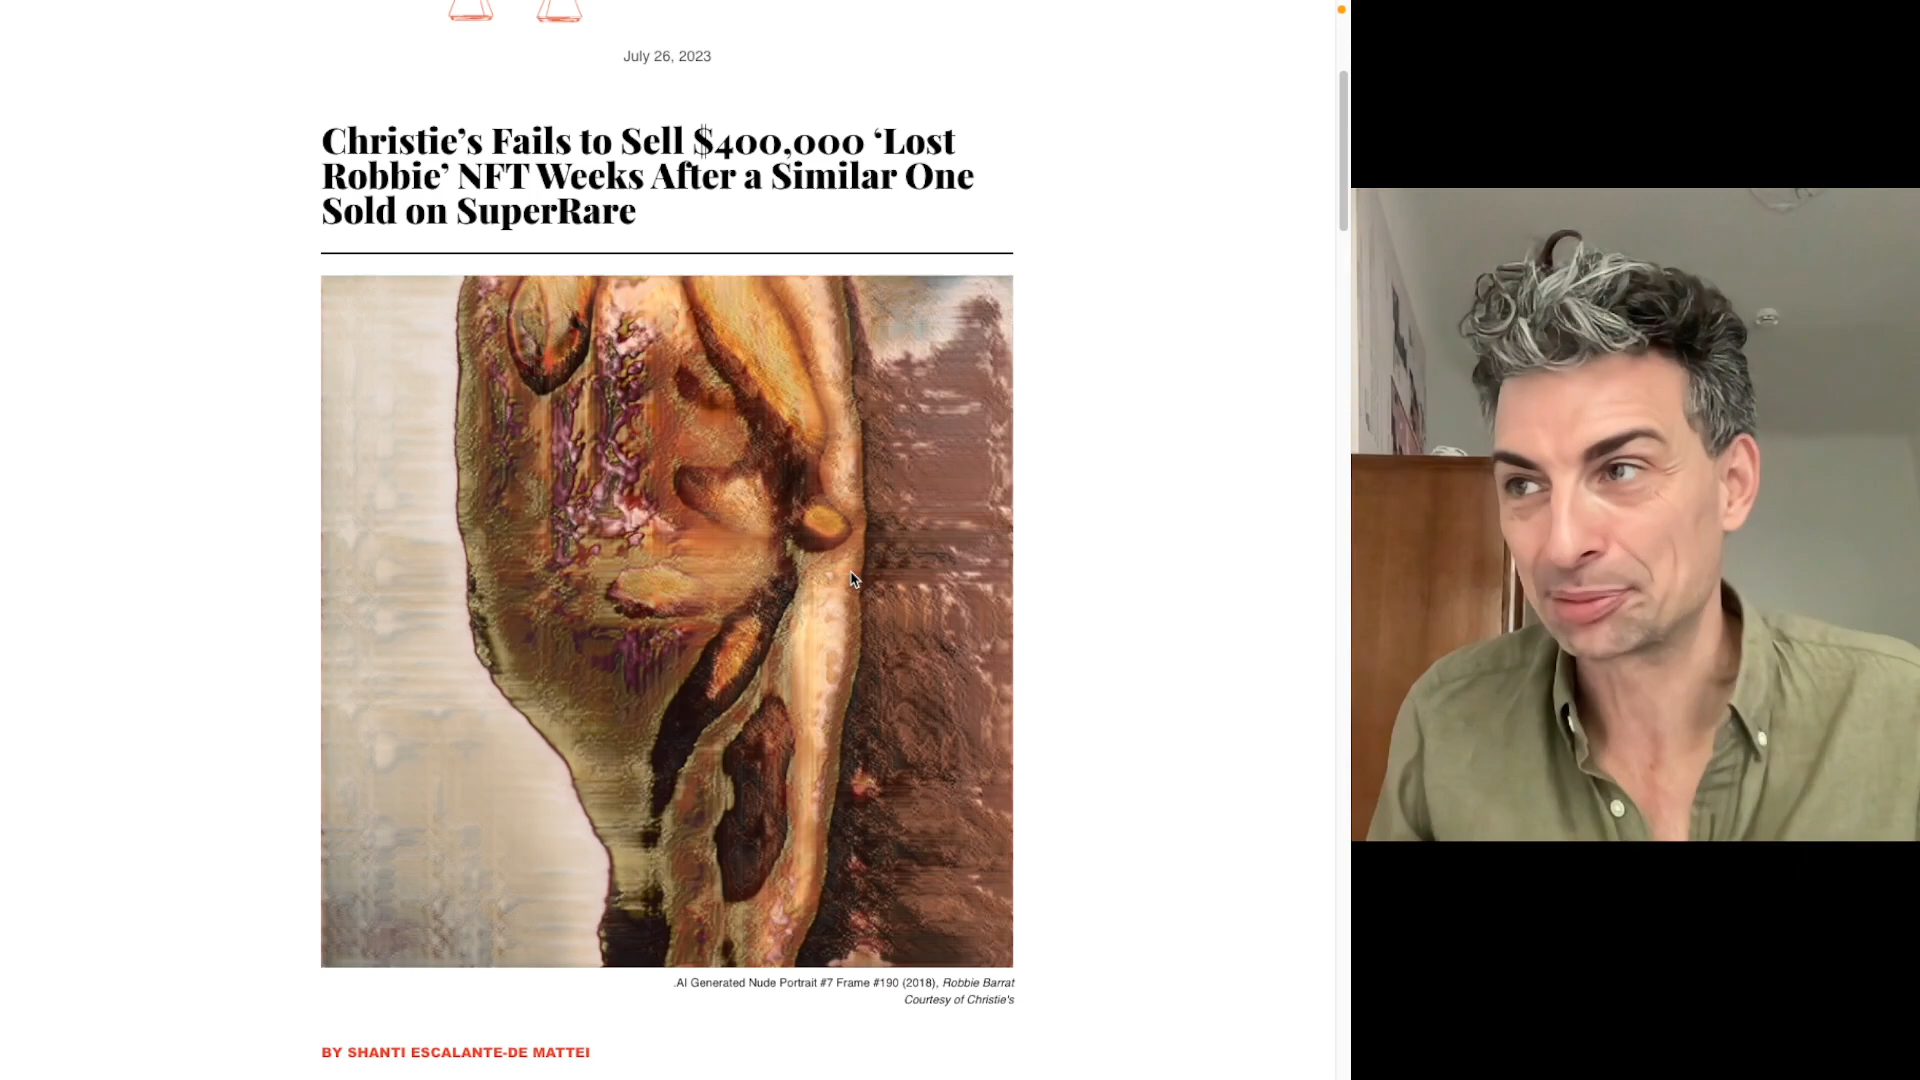 July 26, 2023
Christie’s Fails to Sell $400,000 ‘Lost
Robbie’ NFT Weeks After a Similar One
Sold on SuperRare
.AI Generated Nude Portrait #7 Frame #190 (2018), Robbie Barrat
Courtesy of Christie's
BY SHANTI ESCALANTE-DE MATTEI